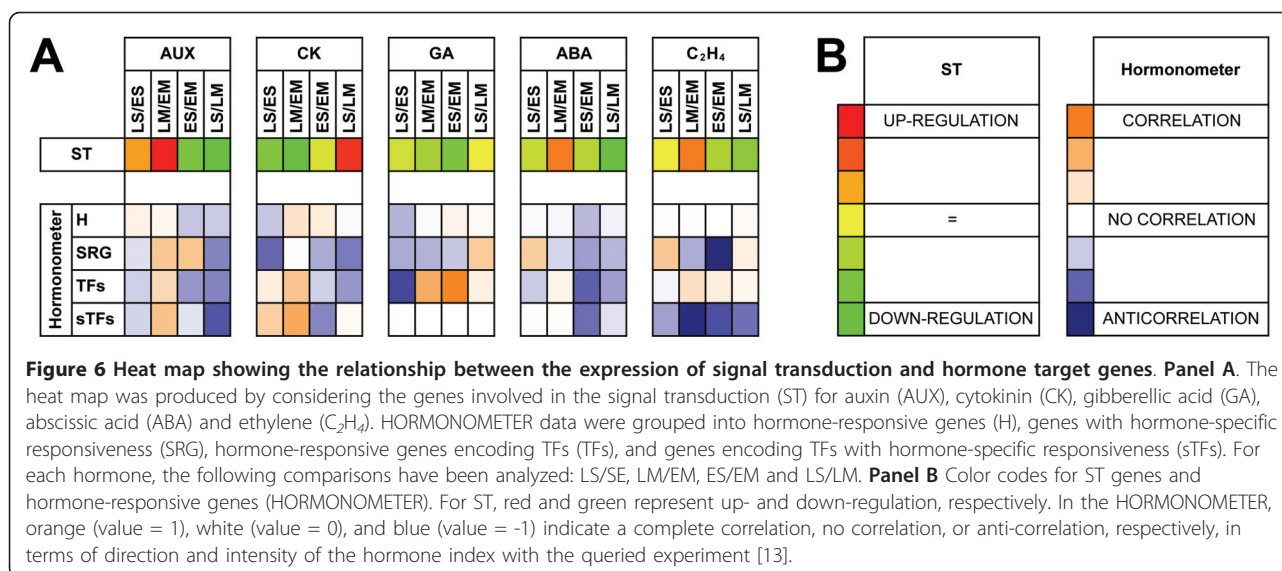 A
AUX CK GA ABA C₂H₄
LS/ES LM/EM ES/EM LS/LM LS/ES LM/EM ES/EM LS/LM LS/ES LM/EM ES/EM LS/LM LS/ES LM/EM ES/EM LS/LM LS/ES LM/EM ES/EM LS/LM
ST
Hormonometer
H
SRG
TFs
sTFs
B
ST Hormonometer
UP-REGULATION CORRELATION
= NO CORRELATION
DOWN-REGULATION ANTICORRELATION
Figure 6 Heat map showing the relationship between the expression of signal transduction and hormone target genes. Panel A. The
heat map was produced by considering the genes involved in the signal transduction (ST) for auxin (AUX), cytokinin (CK), gibberellic acid (GA),
abscissic acid (ABA) and ethylene (C₂H₄). HORMONOMETER data were grouped into hormone-responsive genes (H), genes with hormone-specific
responsiveness (SRG), hormone-responsive genes encoding TFs (TFs), and genes encoding TFs with hormone-specific responsiveness (sTFs). For
each hormone, the following comparisons have been analyzed: LS/SE, LM/EM, ES/EM and LS/LM. Panel B Color codes for ST genes and
hormone-responsive genes (HORMONOMETER). For ST, red and green represent up- and down-regulation, respectively. In the HORMONOMETER,
orange (value = 1), white (value = 0), and blue (value = -1) indicate a complete correlation, no correlation, or anti-correlation, respectively, in
terms of direction and intensity of the hormone index with the queried experiment [13].